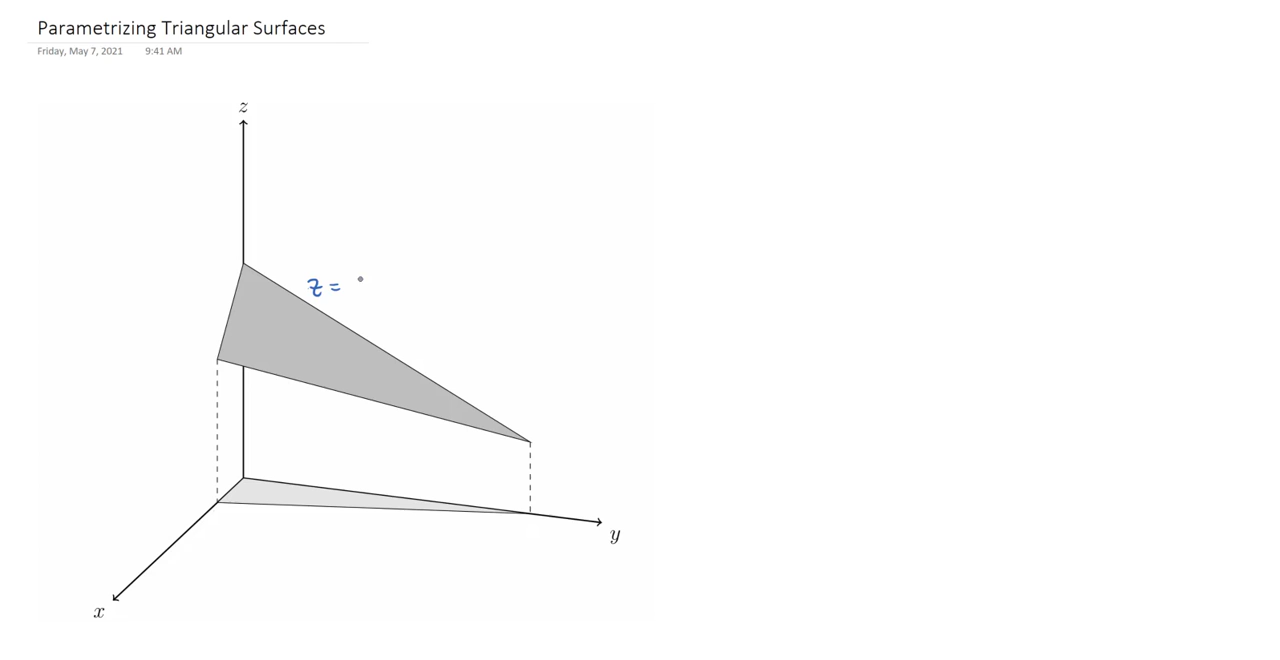 Parametrizing Triangular Surfaces
Friday, May 7, 2021 9:41 AM
z
z =
y
x